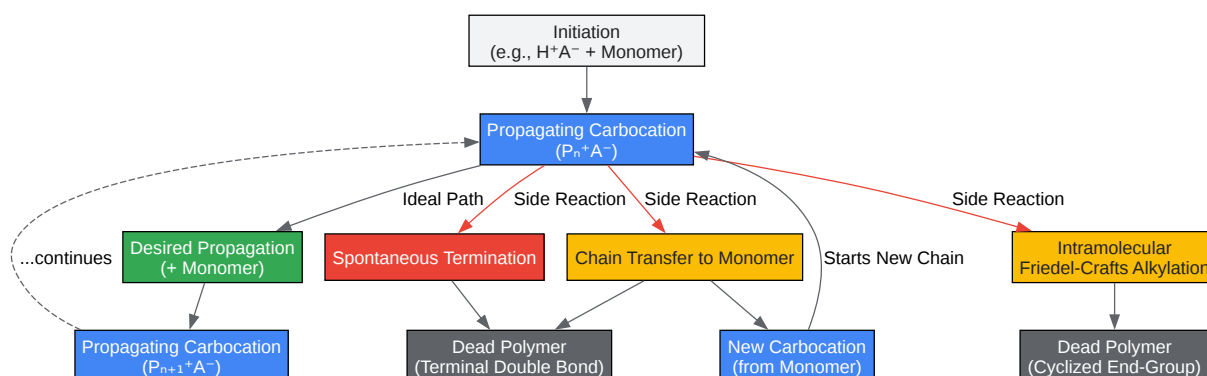 Initiation
(e.g., H⁺A⁻ + Monomer)
Propagating Carbocation
(Pₙ⁺A⁻)
Ideal Path
Side Reaction
Side Reaction
Side Reaction
...continues
Desired Propagation
(+ Monomer)
Spontaneous Termination
Chain Transfer to Monomer
Starts New Chain
Intramolecular
Friedel-Crafts Alkylation
Propagating Carbocation
(Pₙ₊₁⁺A⁻)
Dead Polymer
(Terminal Double Bond)
New Carbocation
(from Monomer)
Dead Polymer
(Cyclized End-Group)